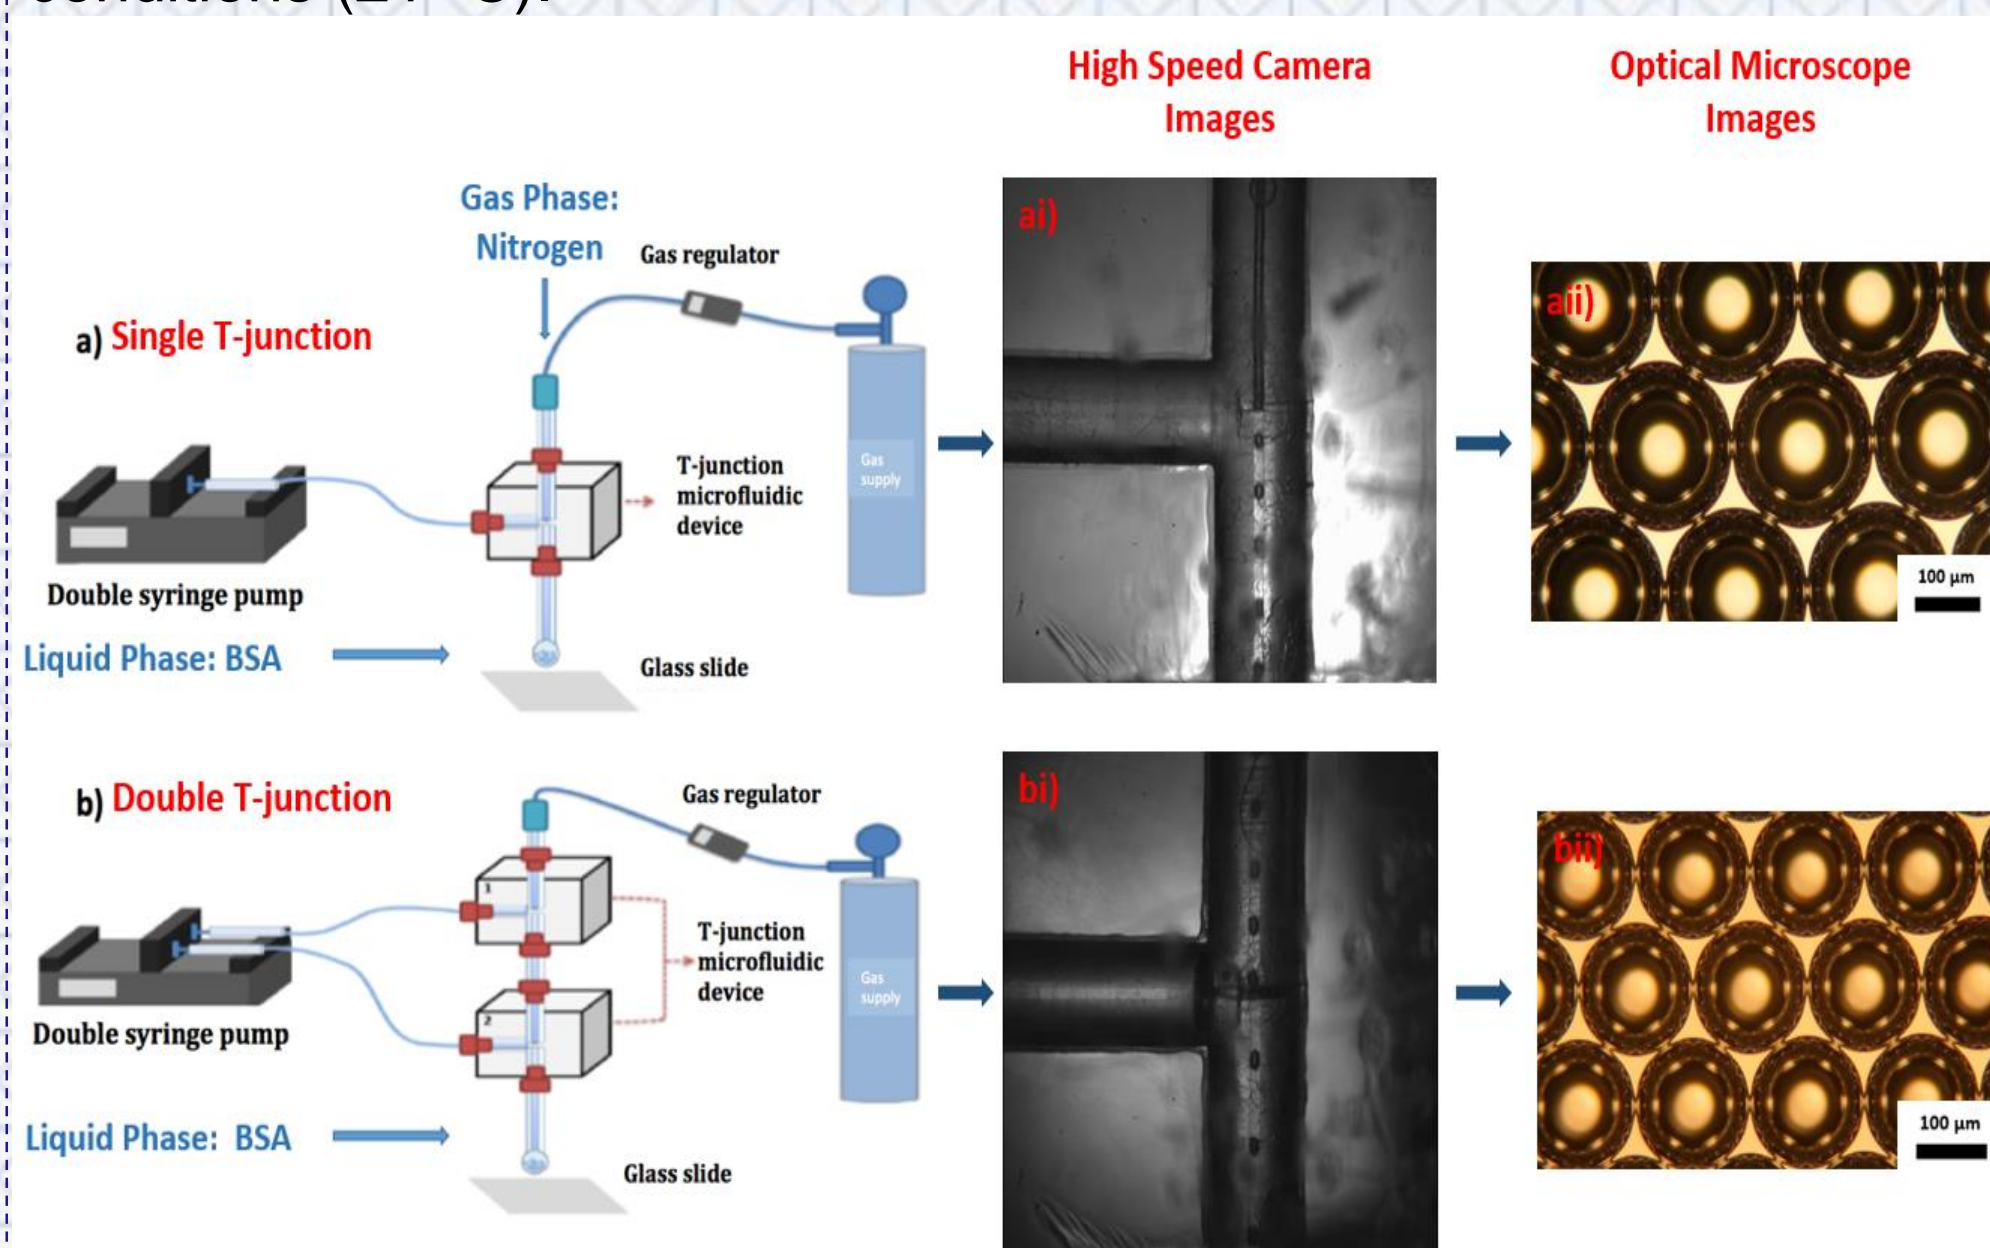 High Speed Camera
Images
Optical Microscope
Images
Gas Phase:
Nitrogen
Gas regulator
a) Single T-junction
ai)
aii)
Gas
supply
T-junction
microfluidic
device
100 μm
Double syringe pump
Liquid Phase: BSA
Glass slide
b) Double T-junction
Gas regulator
bi)
bii)
1
T-junction
microfluidic
device
Gas
supply
2
Double syringe pump
100 μm
Liquid Phase: BSA
Glass slide